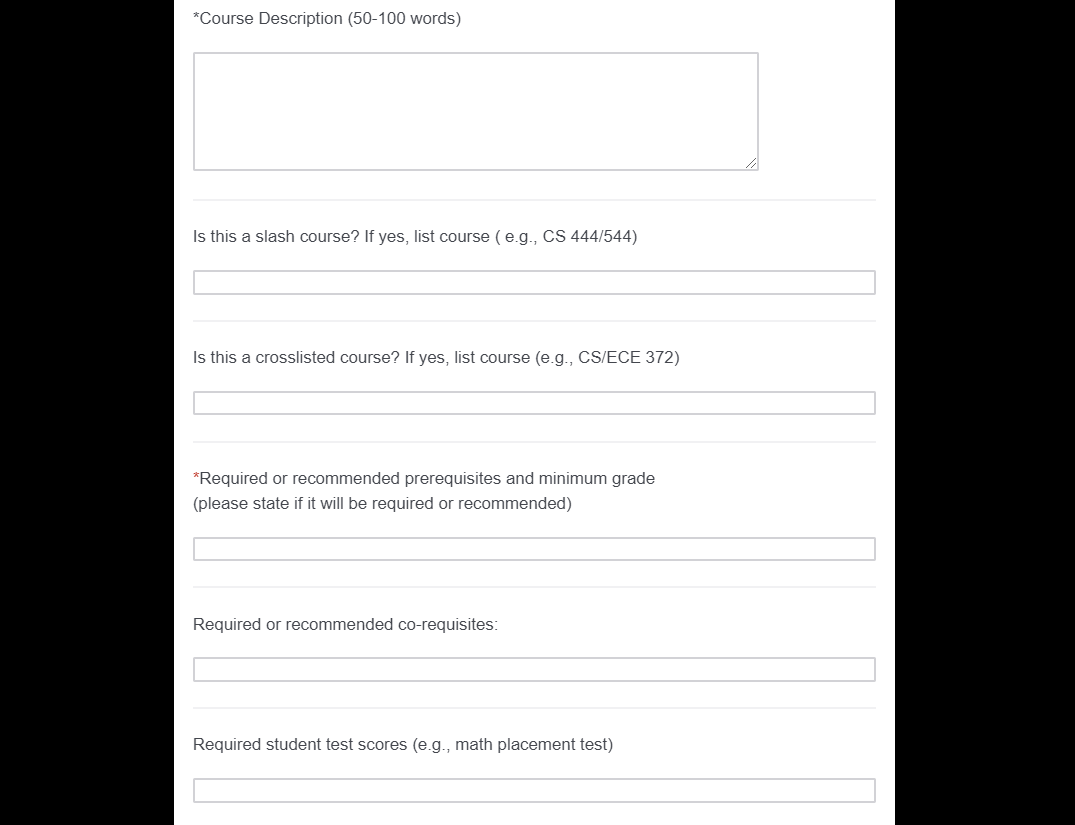 *Course Description (50-100 words)
Is this a slash course? If yes, list course ( e.g., CS 444/544)
Is this a crosslisted course? If yes, list course (e.g., CS/ECE 372)
*Required or recommended prerequisites and minimum grade
(please state if it will be required or recommended)
Required or recommended co-requisites:
Required student test scores (e.g., math placement test)